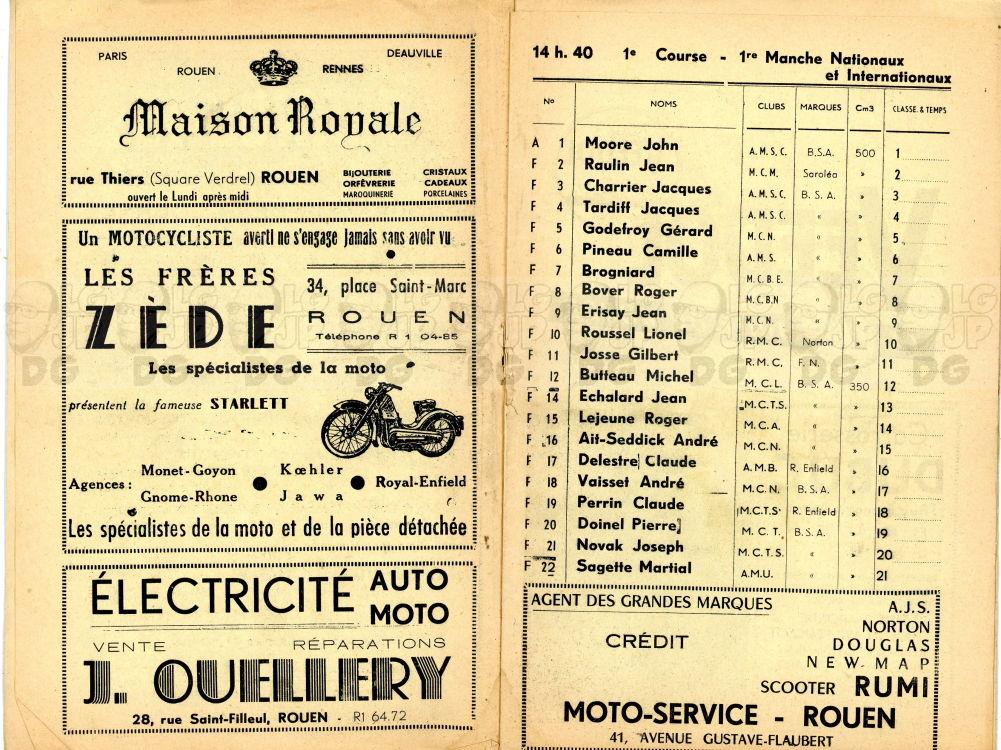 PARIS DEAUVILLE
ROUEN RENNES
Maison Royale
rue Thiers (Square Verdrel) ROUEN
ouvert le Lundi après midi
BIJOUTERIE CRISTAUX
ORFÈVRERIE CADEAUX
MAROQUINERIE PORCELAINES
Un MOTOCYCLISTE averti ne s'engage jamais sans avoir vu
LES FRÈRES
ZÈDE
34, place Saint-Marc
ROUEN
Téléphone R 1 04-85
Les spécialistes de la moto
présentent la fameuse STARLETT
Agences :
Monet-Goyon Kœhler
Gnome-Rhone Jawa
Royal-Enfield
Les spécialistes de la moto et de la pièce détachée
ÉLECTRICITÉ AUTO
MOTO
VENTE RÉPARATIONS
J. OUELLERY
28, rue Saint-Filleul, ROUEN - R1 64.72
14 h. 40 1e Course - 1re Manche Nationaux
et Internationaux
No NOMS CLUBS MARQUES Cm3 CLASSE. & TEMPS
A 1 Moore John A.M.S.C. B.S.A. 500 1
F 2 Raulin Jean M.C.M. Saroléa » 2
F 3 Charrier Jacques A.M.S.C. B.S.A. » 3
F 4 Tardiff Jacques A.M.S.C. « » 4
F 5 Godefroy Gérard M.C.N. « » 5
F 6 Pineau Camille A.M.S. « » 6
F 7 Brogniard M.C.B.E. « » 7
F 8 Bover Roger M.C.B.N « » 8
F 9 Erisay Jean M.C.N. « » 9
F 10 Roussel Lionel R.M.C. Norton » 10
F 11 Josse Gilbert R.M.C. F.N. » 11
F 12 Butteau Michel M.C.L. B.S.A. 350 12
F 14 Echalard Jean M.C.T.S. « » 13
F 15 Lejeune Roger M.C.A. « » 14
F 16 Ait-Seddick André M.C.N. « » 15
F 17 Delestre Claude A.M.B. R. Enfield » 16
F 18 Vaisset André M.C.N. B.S.A. » 17
F 19 Perrin Claude M.C.T.S R. Enfield » 18
F 20 Doinel Pierre M.C.T. B.S.A. » 19
F 21 Novak Joseph M.C.T.S. « » 20
F 22 Sagette Martial A.M.U. « » 21
AGENT DES GRANDES MARQUES
CRÉDIT
A.J.S.
NORTON
DOUGLAS
NEW-MAP
SCOOTER RUMI
MOTO-SERVICE - ROUEN
41, AVENUE GUSTAVE-FLAUBERT